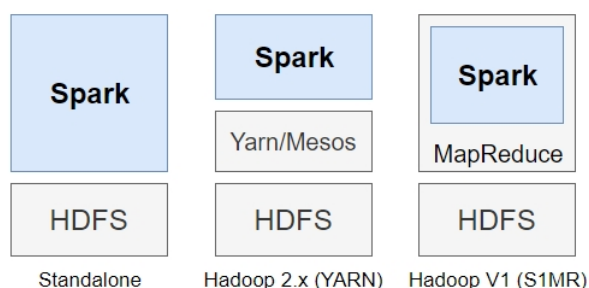 Spark
HDFS
Standalone
Spark
Yarn/Mesos
HDFS
Hadoop 2.x (YARN)
Spark
MapReduce
HDFS
Hadoop V1 (S1MR)